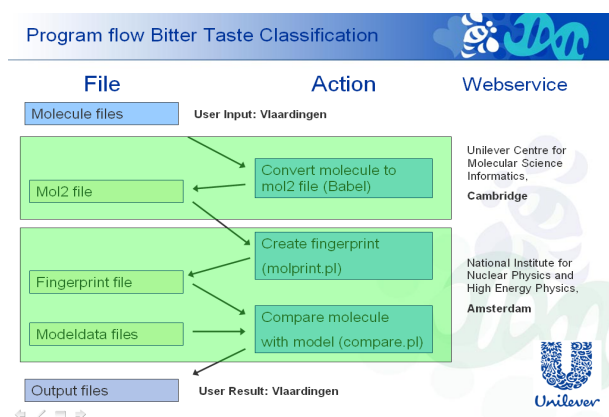 Program flow Bitter Taste Classification
File
Action
Webservice
Molecule files
User Input: Vlaardingen
Convert molecule to
mol2 file (Babel)
Mol2 file
Unilever Centre for
Molecular Science
Informatics,
Cambridge
Create fingerprint
(molprint.pl)
Fingerprint file
Compare molecule
with model (compare.pl)
Modeldata files
National Institute for
Nuclear Physics and
High Energy Physics,
Amsterdam
Output files
User Result: Vlaardingen
Unilever